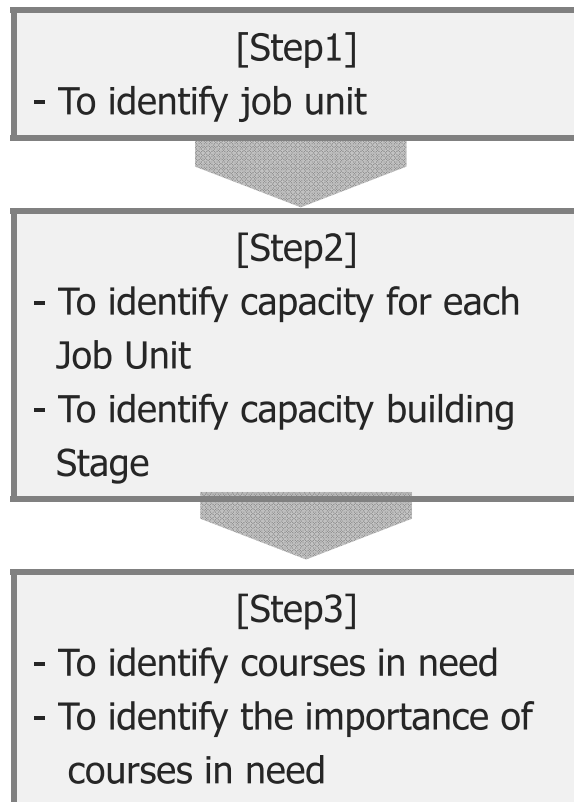 [Step1]
- To identify job unit
[Step2]
- To identify capacity for each
Job Unit
- To identify capacity building
Stage
[Step3]
- To identify courses in need
- To identify the importance of
courses in need